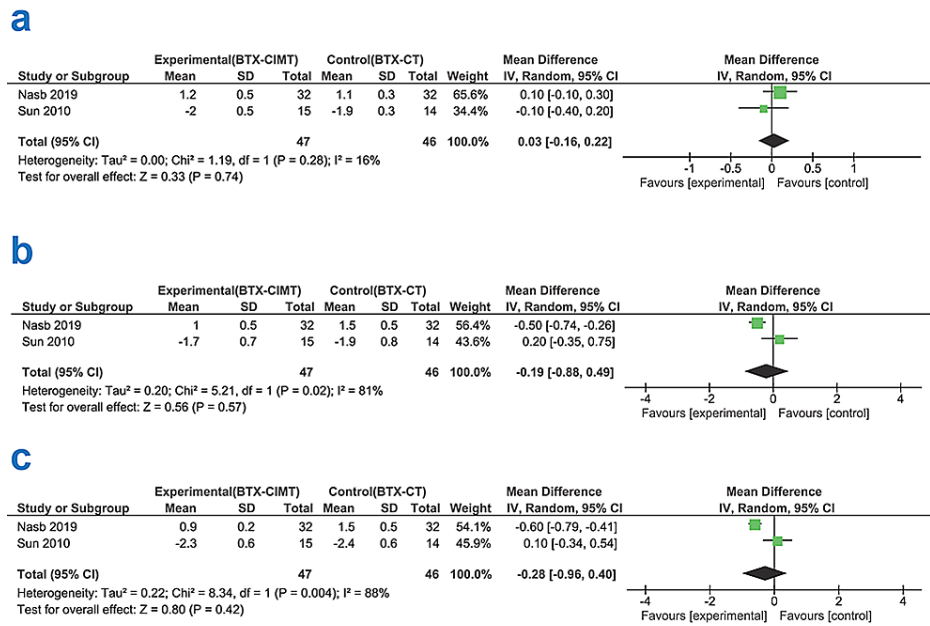 a
Experimental(BTX-CIMT) Control(BTX-CT) Mean Difference Mean Difference
Study or Subgroup Mean SD Total Mean SD Total Weight IV, Random, 95% CI IV, Random, 95% CI
Nasb 2019 1.2 0.5 32 1.1 0.3 32 65.6% 0.10 [-0.10, 0.30]
Sun 2010 -2 0.5 15 -1.9 0.3 14 34.4% -0.10 [-0.40, 0.20]
Total (95% CI) 47 46 100.0% 0.03 [-0.16, 0.22]
Heterogeneity: Tau² = 0.00; Chi² = 1.19, df = 1 (P = 0.28); I² = 16%
Test for overall effect: Z = 0.33 (P = 0.74)
-1 -0.5 0 0.5 1
Favours [experimental] Favours [control]
b
Experimental(BTX-CIMT) Control(BTX-CT) Mean Difference Mean Difference
Study or Subgroup Mean SD Total Mean SD Total Weight IV, Random, 95% CI IV, Random, 95% CI
Nasb 2019 1 0.5 32 1.5 0.5 32 56.4% -0.50 [-0.74, -0.26]
Sun 2010 -1.7 0.7 15 -1.9 0.8 14 43.6% 0.20 [-0.35, 0.75]
Total (95% CI) 47 46 100.0% -0.19 [-0.88, 0.49]
Heterogeneity: Tau² = 0.20; Chi² = 5.21, df = 1 (P = 0.02); I² = 81%
Test for overall effect: Z = 0.56 (P = 0.57)
-4 -2 0 2 4
Favours [experimental] Favours [control]
c
Experimental(BTX-CIMT) Control(BTX-CT) Mean Difference Mean Difference
Study or Subgroup Mean SD Total Mean SD Total Weight IV, Random, 95% CI IV, Random, 95% CI
Nasb 2019 0.9 0.2 32 1.5 0.5 32 54.1% -0.60 [-0.79, -0.41]
Sun 2010 -2.3 0.6 15 -2.4 0.6 14 45.9% 0.10 [-0.34, 0.54]
Total (95% CI) 47 46 100.0% -0.28 [-0.96, 0.40]
Heterogeneity: Tau² = 0.22; Chi² = 8.34, df = 1 (P = 0.004); I² = 88%
Test for overall effect: Z = 0.80 (P = 0.42)
-4 -2 0 2 4
Favours [experimental] Favours [control]